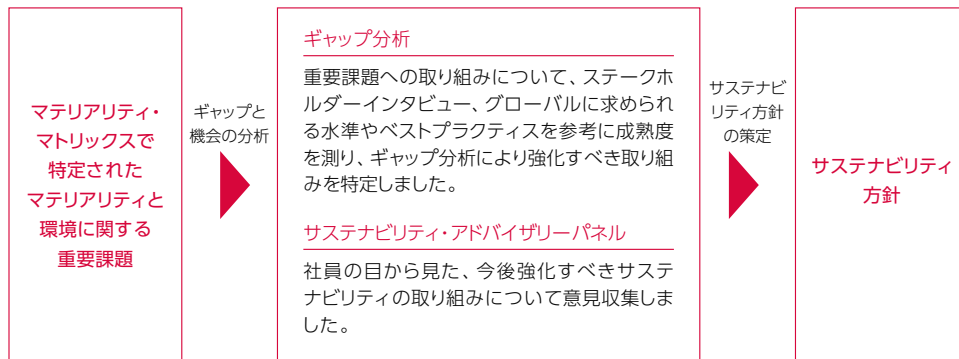 マテリアリティ・
マトリックスで
特定された
マテリアリティと
環境に関する
重要課題
ギャップと
機会の分析
ギャップ分析
重要課題への取り組みについて、ステークホ
ルダーインタビュー、グローバルに求められ
る水準やベストプラクティスを参考に成熟度
を測り、ギャップ分析により強化すべき取り組
みを特定しました。
サステナビリティ・アドバイザリーパネル
社員の目から見た、今後強化すべきサステ
ナビリティの取り組みについて意見収集しま
した。
サステナビ
リティ方針
の策定
サステナビリティ
方針